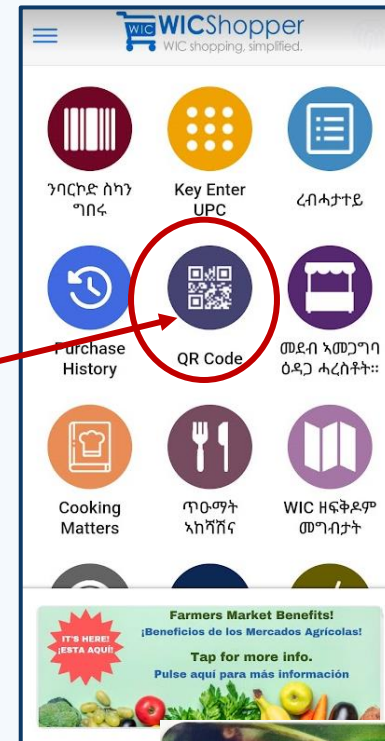 WIC WICShopper
WIC shopping, simplified.
ንባርኮድ ስካን
ግበሩ
Key Enter
UPC
ረብሓታተይ
Purchase
History
QR Code
መደብ ኣመጋግባ
ዕዳጋ ሓረስቶት።
Cooking
Matters
ጥዑማት
ኣከሻሽና
WIC ዘፍቅዶም
መግብታት
IT'S HERE!
¡ESTA AQUÍ!
Farmers Market Benefits!
¡Beneficios de los Mercados Agrícolas!
Tap for more info.
Pulse aquí para más información